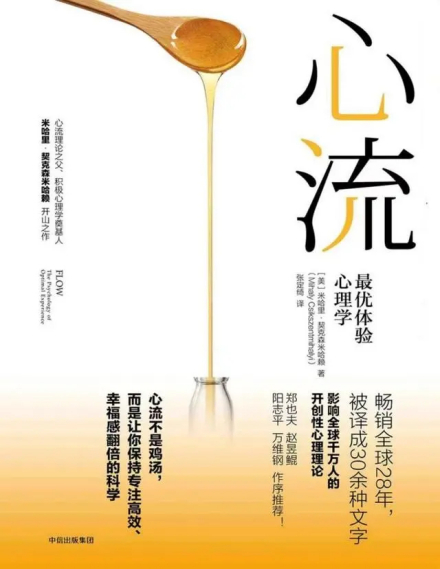 心流
最优体验
心理学
[美] 米哈里·契克森米哈赖 著
(Mihaly Csikszentmihalyi)
张定绮 译
心流理论之父、积极心理学奠基人
米哈里·契克森米哈赖 开山之作
FLOW
The Psychology of
Optimal Experience
畅销全球28年，
被译成30余种文字
影响全球千万人的
开创性心理理论
郑也夫 赵昱鲲
阳志平 万维钢 作序推荐！
心流不是鸡汤，
而是让你保持专注高效、
幸福感翻倍的科学
中信出版集团